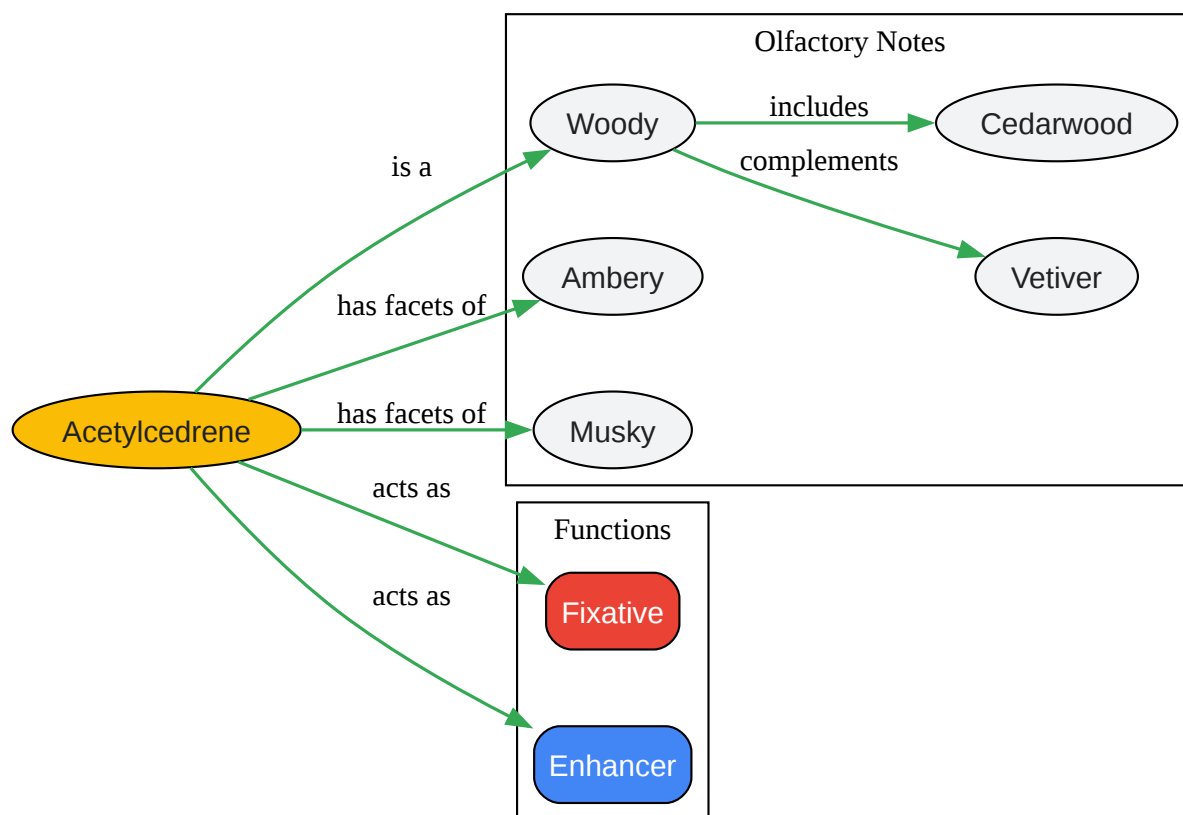 Olfactory Notes
Woody
includes
Cedarwood
is a
complements
Ambery
Vetiver
has facets of
Acetylcedrene
has facets of
Musky
acts as
Functions
Fixative
acts as
Enhancer